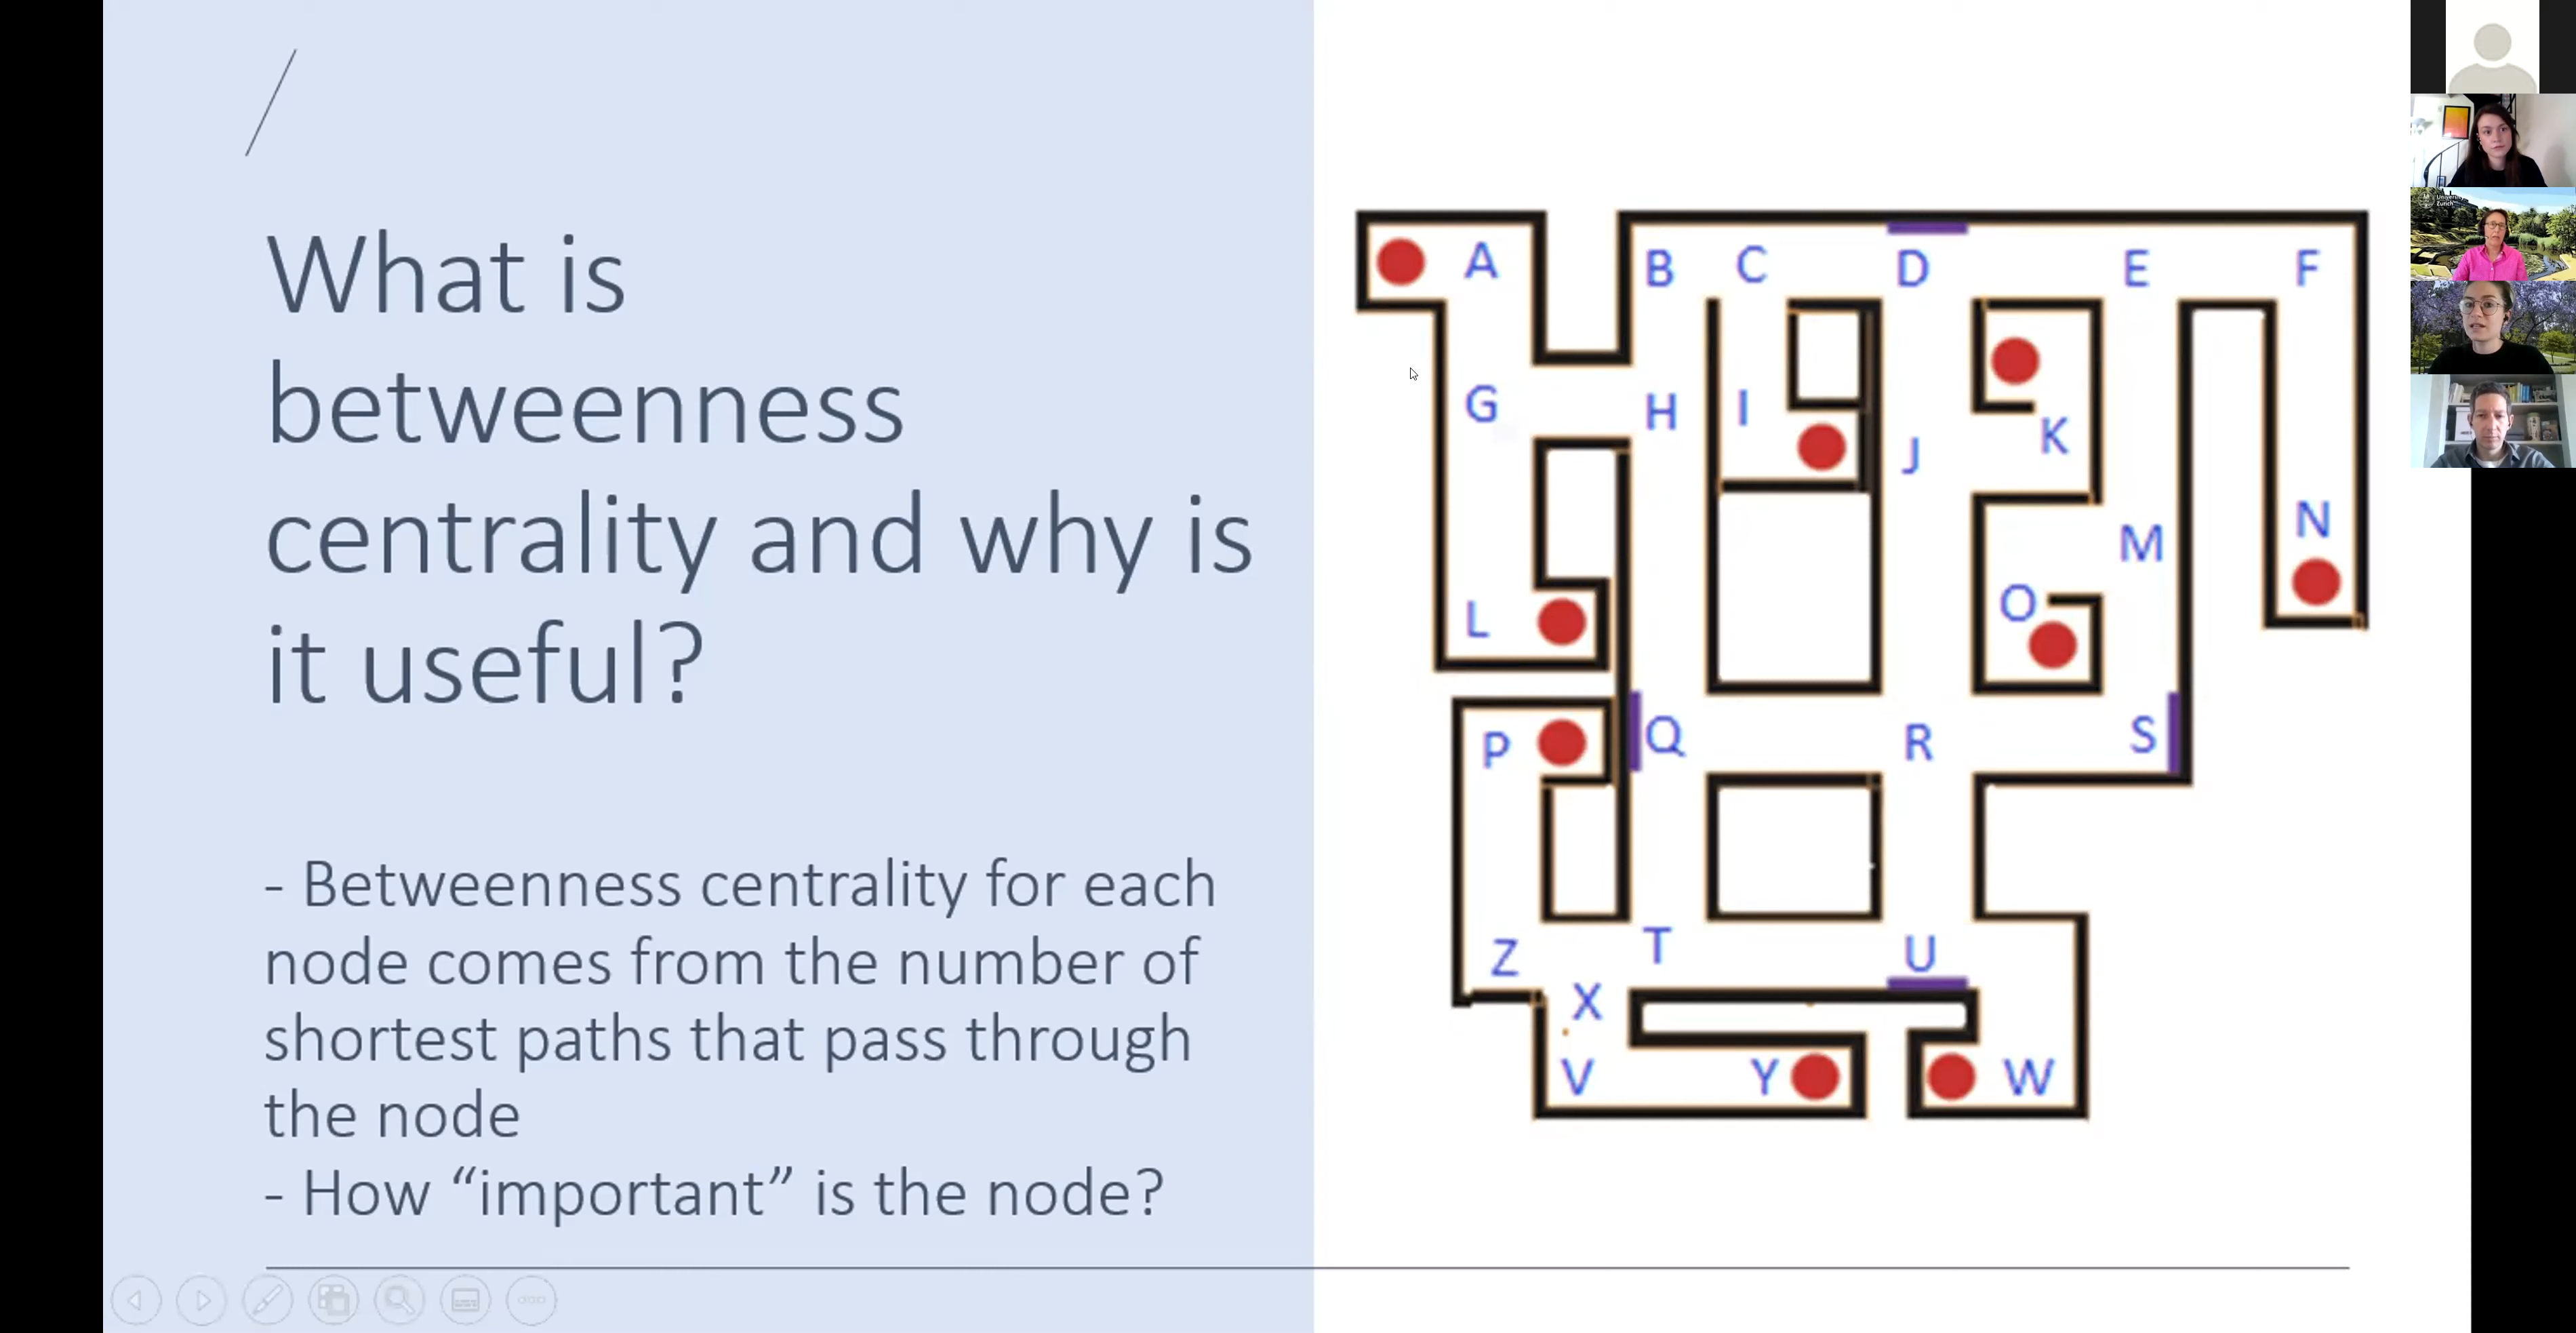 What is
betweenness
centrality and why is
it useful?
- Betweenness centrality for each
node comes from the number of
shortest paths that pass through
the node
- How “important” is the node?
A B C D E F
G H I J K
L M N O
P Q R S
Z T U
X
V Y W